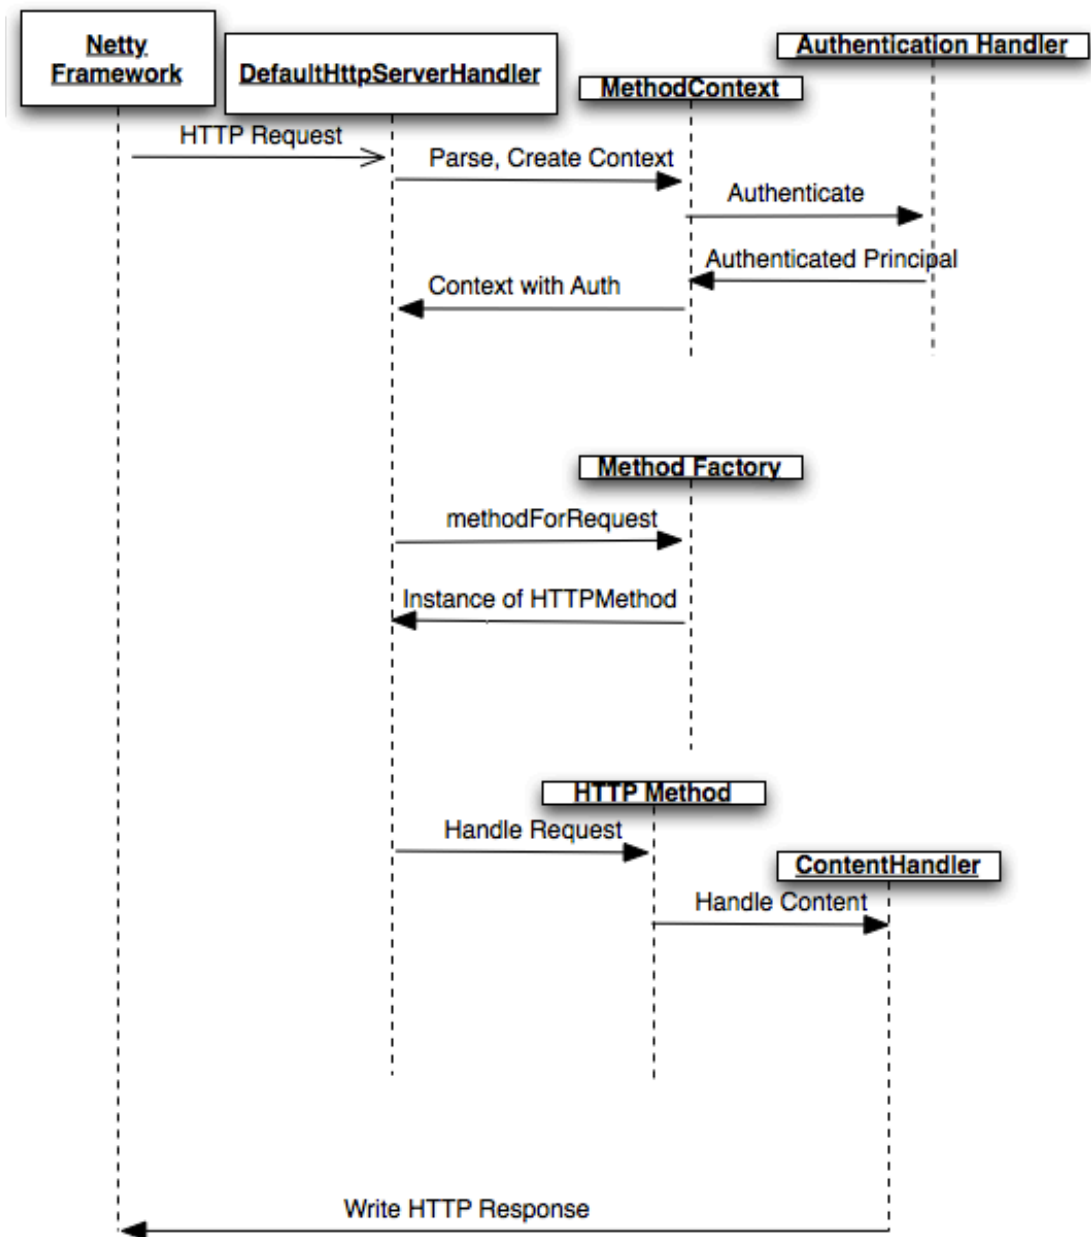 Netty
Framework
DefaultHttpServerHandler
MethodContext
Authentication Handler
HTTP Request
Parse, Create Context
Authenticate
Authenticated Principal
Context with Auth
Method Factory
methodForRequest
Instance of HTTPMethod
HTTP Method
Handle Request
ContentHandler
Handle Content
Write HTTP Response